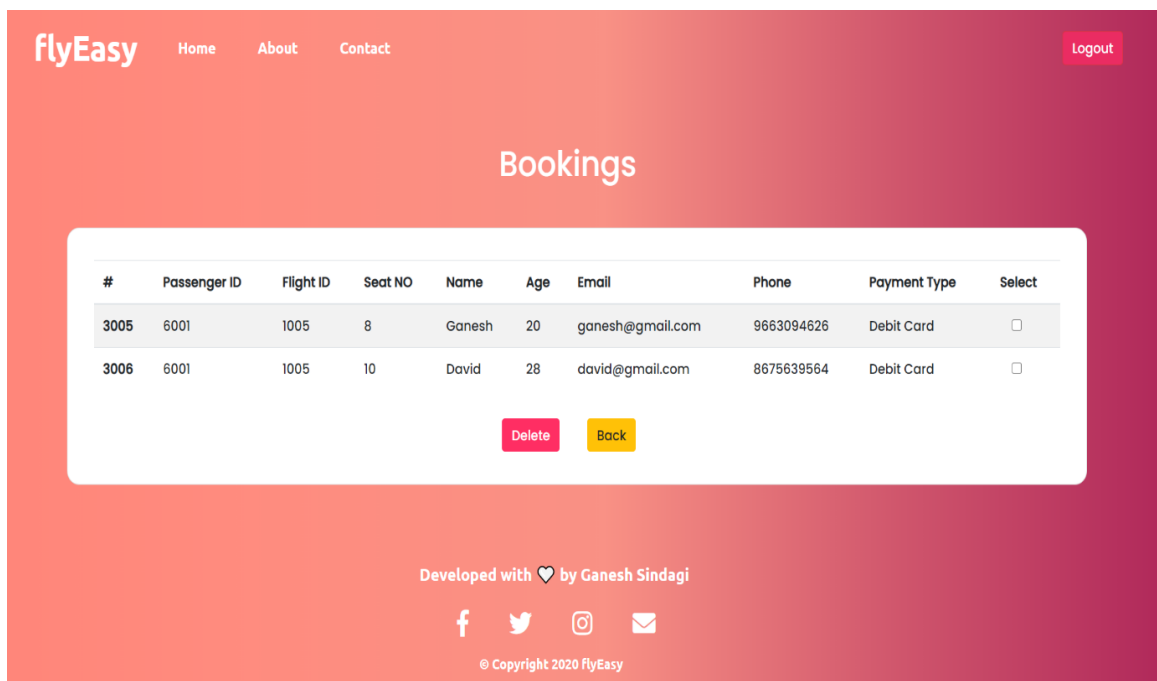 flyEasy Home About Contact Logout
Bookings
# Passenger ID Flight ID Seat NO Name Age Email Phone Payment Type Select
3005 6001 1005 8 Ganesh 20 ganesh@gmail.com 9663094626 Debit Card
3006 6001 1005 10 David 28 david@gmail.com 8675639564 Debit Card
Delete Back
Developed with 🤍 by Ganesh Sindagi
© Copyright 2020 flyEasy